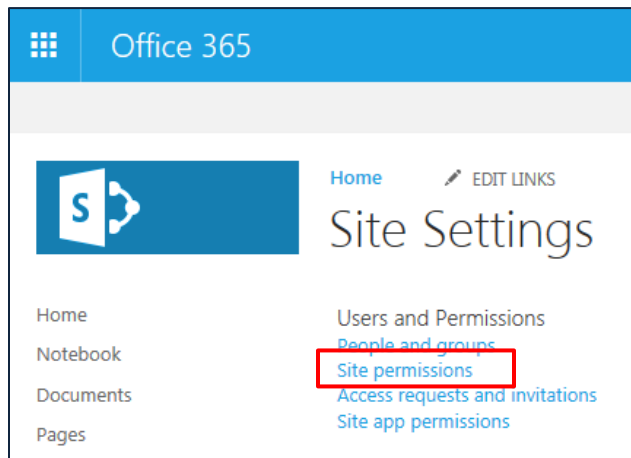 Office 365
S
Home EDIT LINKS
Site Settings
Home
Notebook
Documents
Pages
Users and Permissions
People and groups
Site permissions
Access requests and invitations
Site app permissions